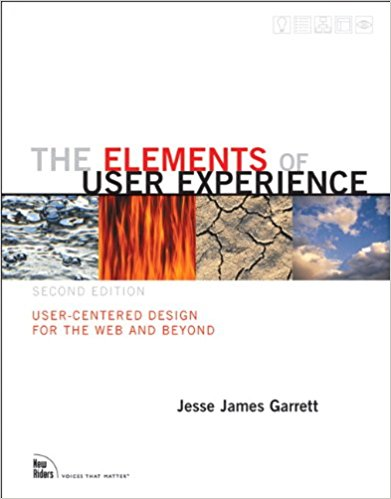 THE ELEMENTS OF
USER EXPERIENCE
SECOND EDITION
USER-CENTERED DESIGN
FOR THE WEB AND BEYOND
Jesse James Garrett
New
Riders
VOICES THAT MATTER™